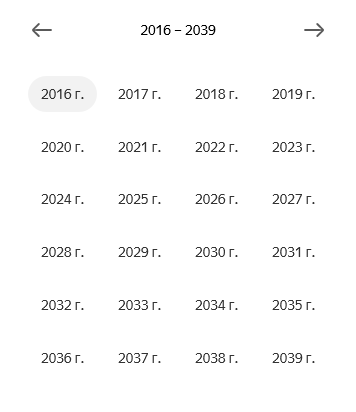 2016 – 2039
2016 г. 2017 г. 2018 г. 2019 г.
2020 г. 2021 г. 2022 г. 2023 г.
2024 г. 2025 г. 2026 г. 2027 г.
2028 г. 2029 г. 2030 г. 2031 г.
2032 г. 2033 г. 2034 г. 2035 г.
2036 г. 2037 г. 2038 г. 2039 г.